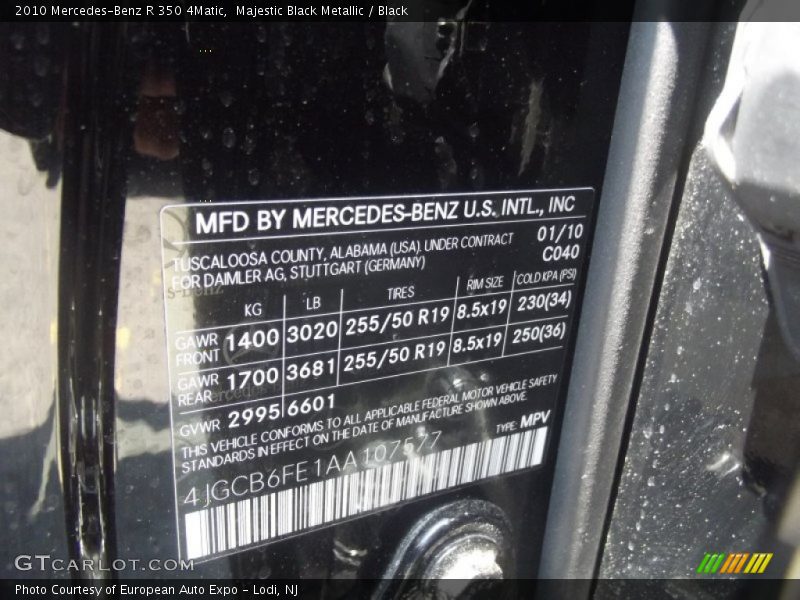 2010 Mercedes-Benz R 350 4Matic,  Majestic Black Metallic / Black
MFD BY MERCEDES-BENZ U.S. INTL., INC
TUSCALOOSA COUNTY, ALABAMA (USA). UNDER CONTRACT 01/10
FOR DAIMLER AG, STUTTGART (GERMANY) C040
KG LB TIRES RIM SIZE COLD KPA (PSI)
GAWR FRONT 1400 3020 255/50 R19 8.5x19 230(34)
GAWR REAR 1700 3681 255/50 R19 8.5x19 250(36)
GVWR 2995 6601
THIS VEHICLE CONFORMS TO ALL APPLICABLE FEDERAL MOTOR VEHICLE SAFETY
STANDARDS IN EFFECT ON THE DATE OF MANUFACTURE SHOWN ABOVE.
4JGCB6FE1AA107577 TYPE: MPV
GTCARLOT.COM
Photo Courtesy of European Auto Expo - Lodi, NJ